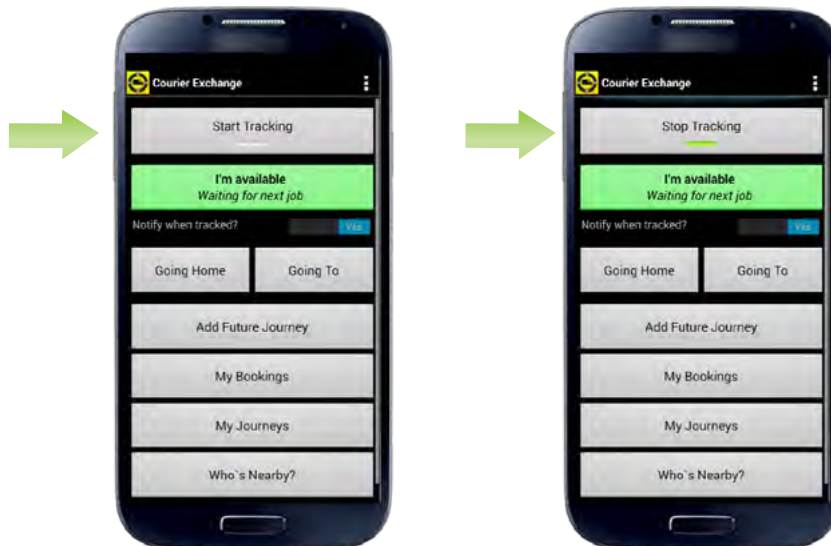 Courier Exchange
Start Tracking
I'm available
Waiting for next job
Notify when tracked?
Yes
Going Home
Going To
Add Future Journey
My Bookings
My Journeys
Who`s Nearby?
Courier Exchange
Stop Tracking
I'm available
Waiting for next job
Notify when tracked?
Yes
Going Home
Going To
Add Future Journey
My Bookings
My Journeys
Who`s Nearby?